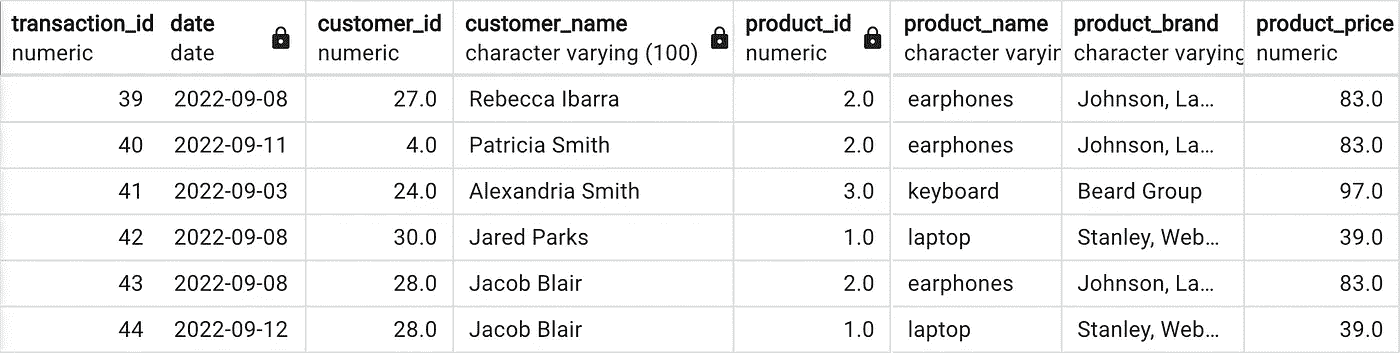 transaction_id date customer_id customer_name product_id product_name product_brand product_price
numeric date numeric character varying (100) numeric character varyin character varying numeric
39 2022-09-08 27.0 Rebecca Ibarra 2.0 earphones Johnson, La... 83.0
40 2022-09-11 4.0 Patricia Smith 2.0 earphones Johnson, La... 83.0
41 2022-09-03 24.0 Alexandria Smith 3.0 keyboard Beard Group 97.0
42 2022-09-08 30.0 Jared Parks 1.0 laptop Stanley, Web... 39.0
43 2022-09-08 28.0 Jacob Blair 2.0 earphones Johnson, La... 83.0
44 2022-09-12 28.0 Jacob Blair 1.0 laptop Stanley, Web... 39.0